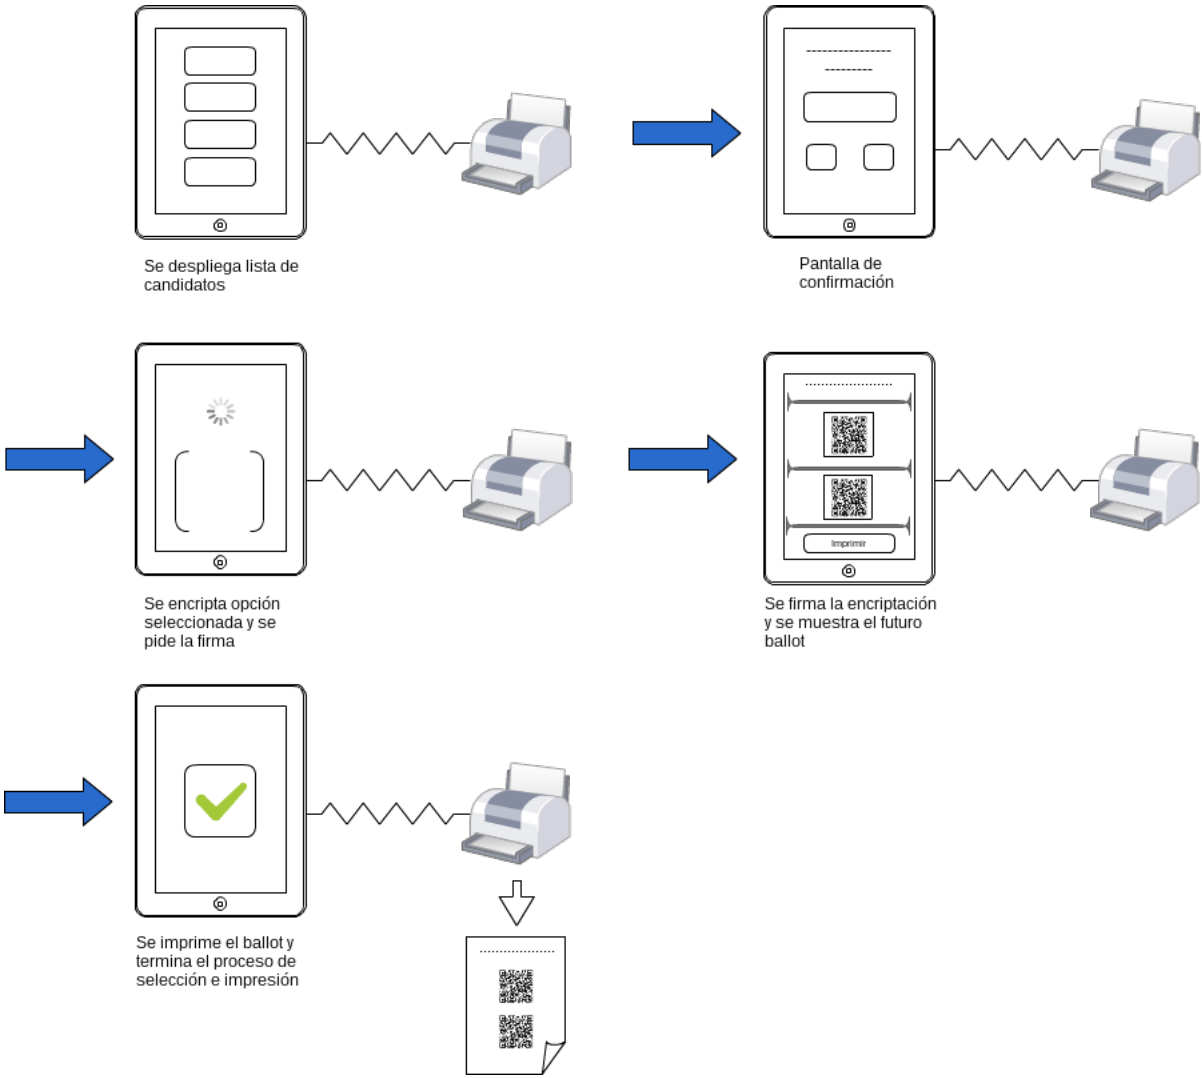 Se despliega lista de
candidatos
Pantalla de
confirmación
Se encripta opción
seleccionada y se
pide la firma
Imprimir
Se firma la encriptación
y se muestra el futuro
ballot
Se imprime el ballot y
termina el proceso de
selección e impresión